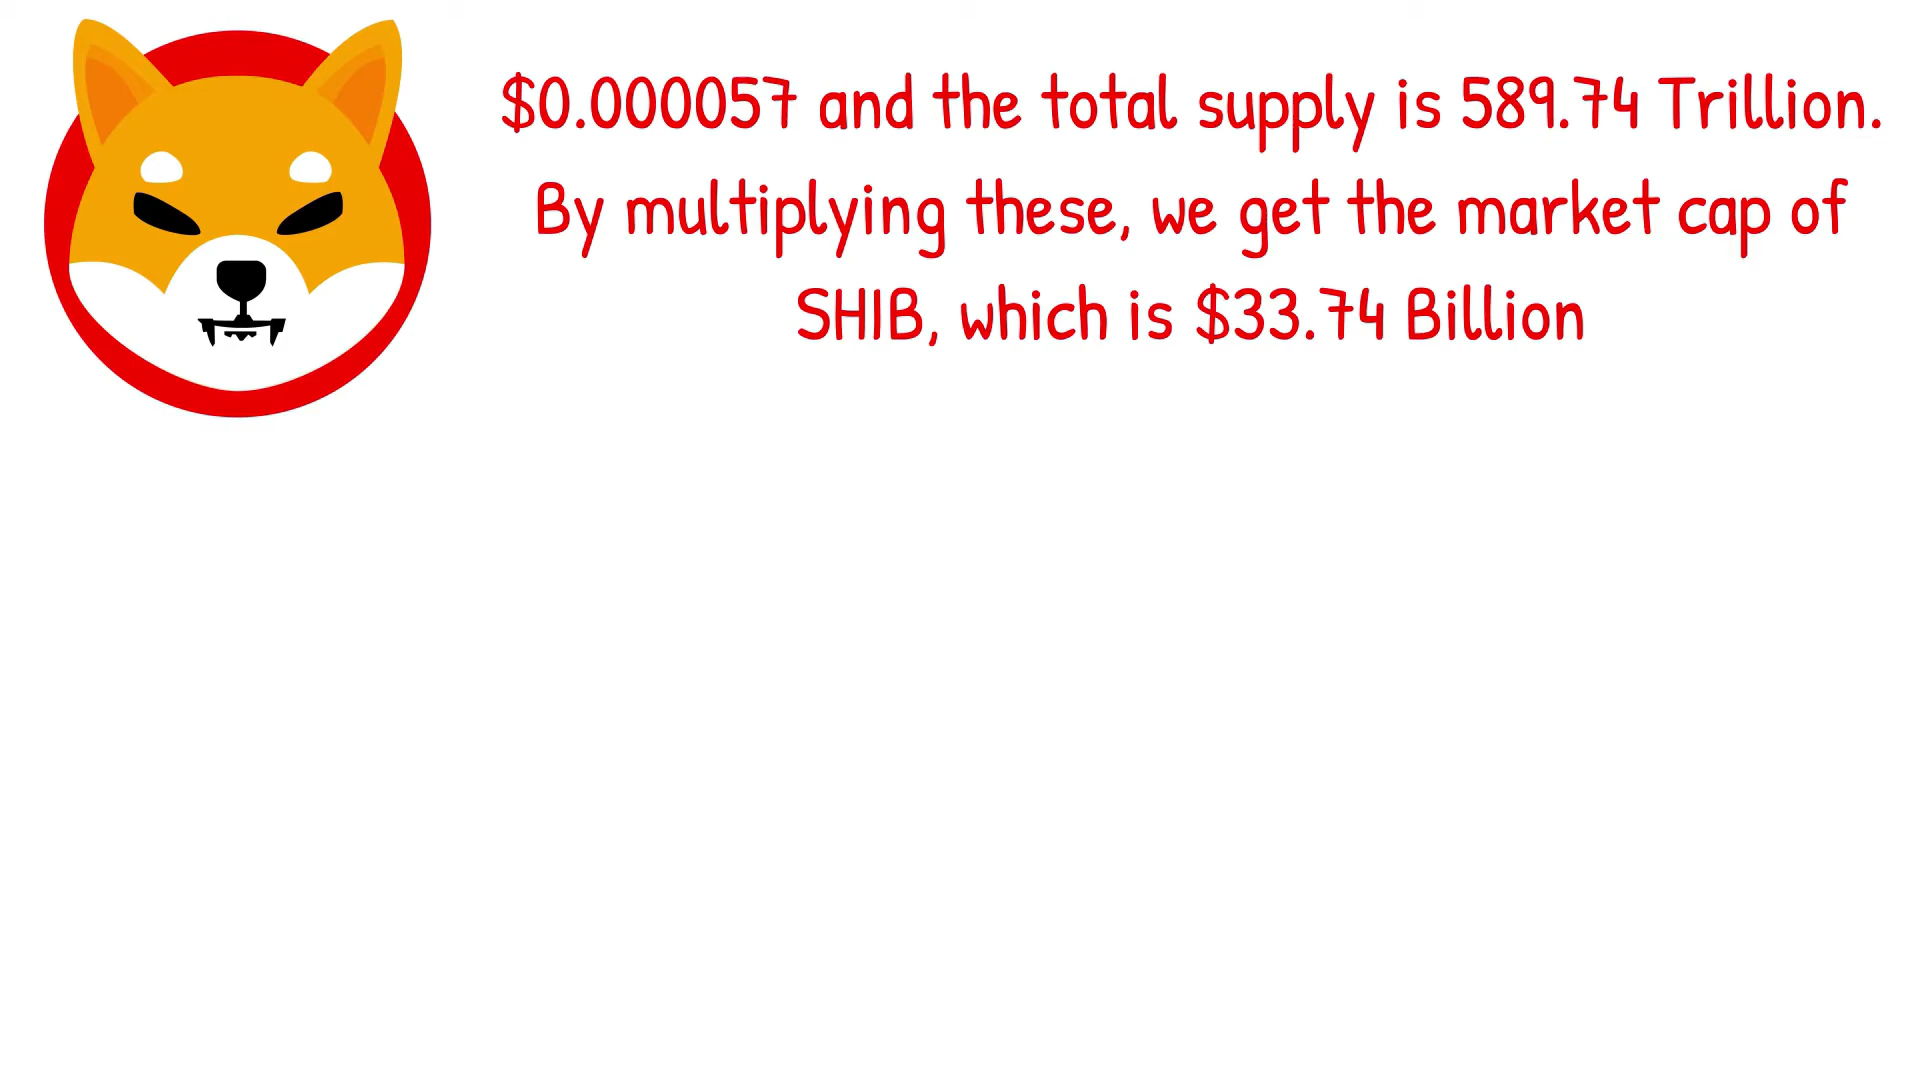 $0.000057 and the total supply is 589.74 Trillion.
By multiplying these, we get the market cap of
SHIB, which is $33.74 Billion